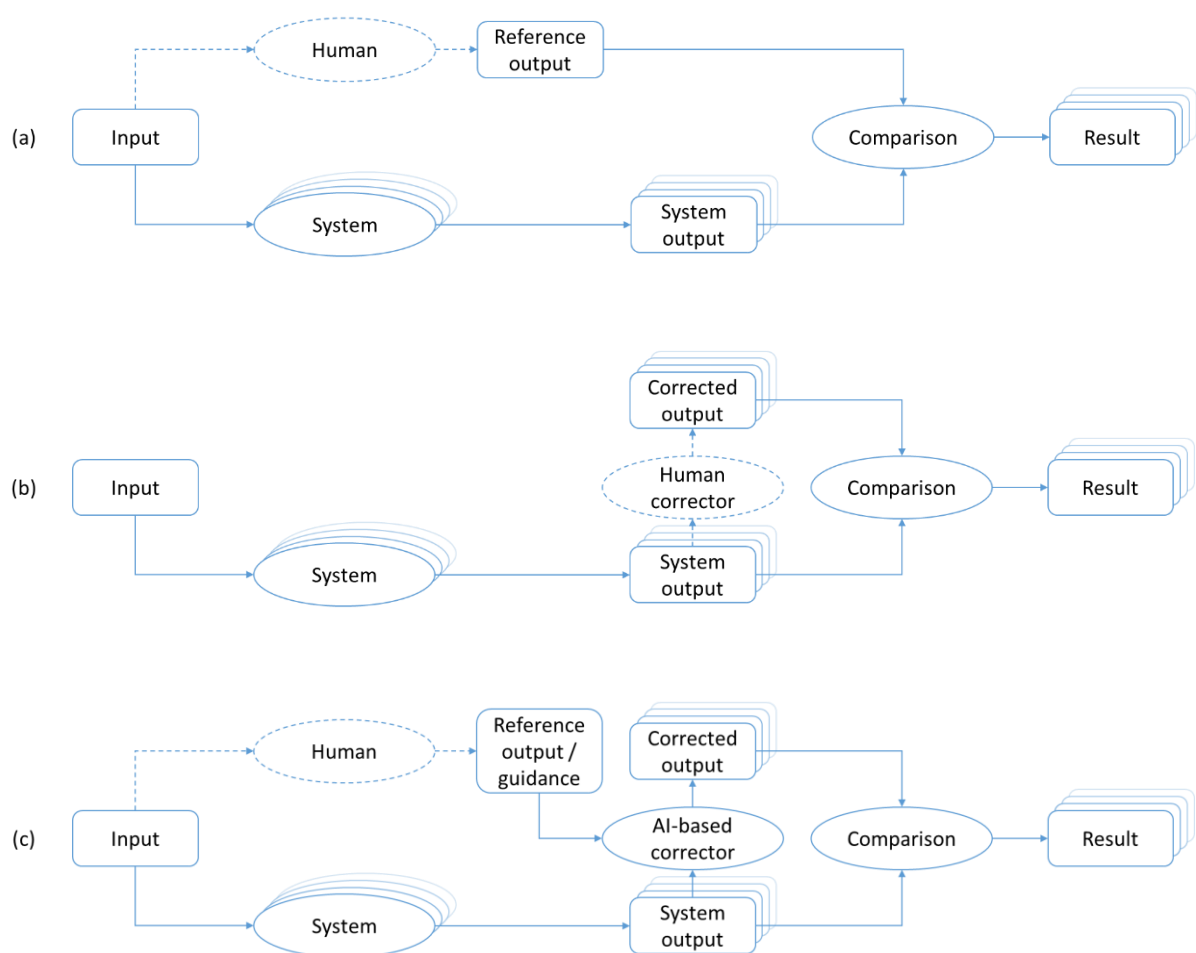 Human
Reference
output
(a)
Input
Comparison
Result
System
System
output
Corrected
output
(b)
Input
Human
corrector
Comparison
Result
System
System
output
Human
Reference
output /
guidance
Corrected
output
(c)
Input
AI-based
corrector
Comparison
Result
System
System
output